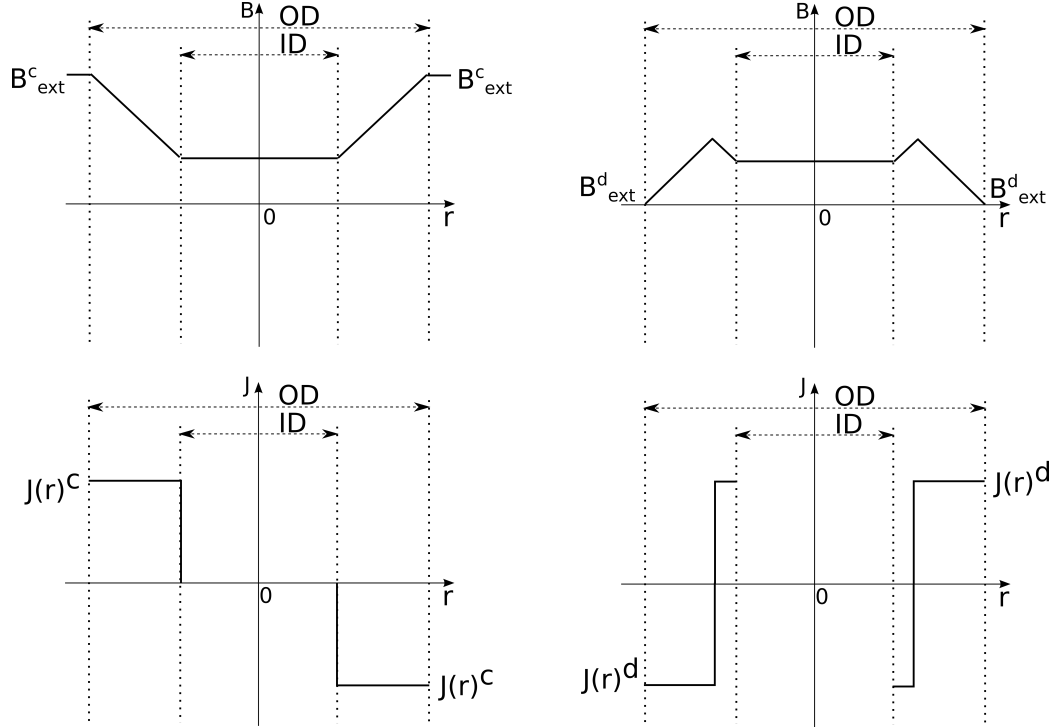 B
OD
ID
B^c_ext
B^c_ext
0
r
B
OD
ID
B^d_ext
B^d_ext
0
r
J
OD
ID
J(r)^c
0
r
J(r)^c
J
OD
ID
J(r)^d
0
r
J(r)^d